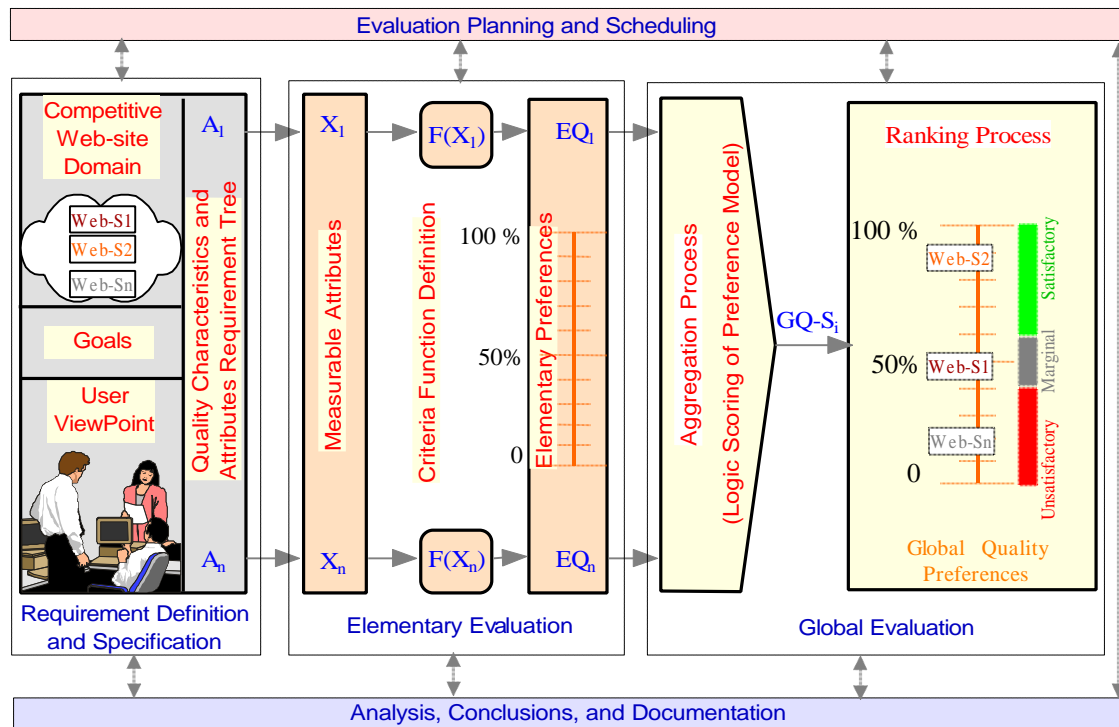 Evaluation Planning and Scheduling
Competitive
Web-site
Domain
Web-S1
Web-S2
Web-Sn
Goals
User
ViewPoint
A1
Quality Characteristics and
Attributes Requirement Tree
An
Requirement Definition
and Specification
X1
Measurable Attributes
Xn
F(X1)
Criteria Function Definition
F(Xn)
EQ1
100 %
50%
0
Elementary Preferences
EQn
Elementary Evaluation
Aggregation Process
(Logic Scoring of Preference Model)
GQ-Si
Ranking Process
100 %
50%
0
Web-S2
Web-S1
Web-Sn
Satisfactory
Marginal
Unsatisfactory
Global Quality
Preferences
Global Evaluation
Analysis, Conclusions, and Documentation